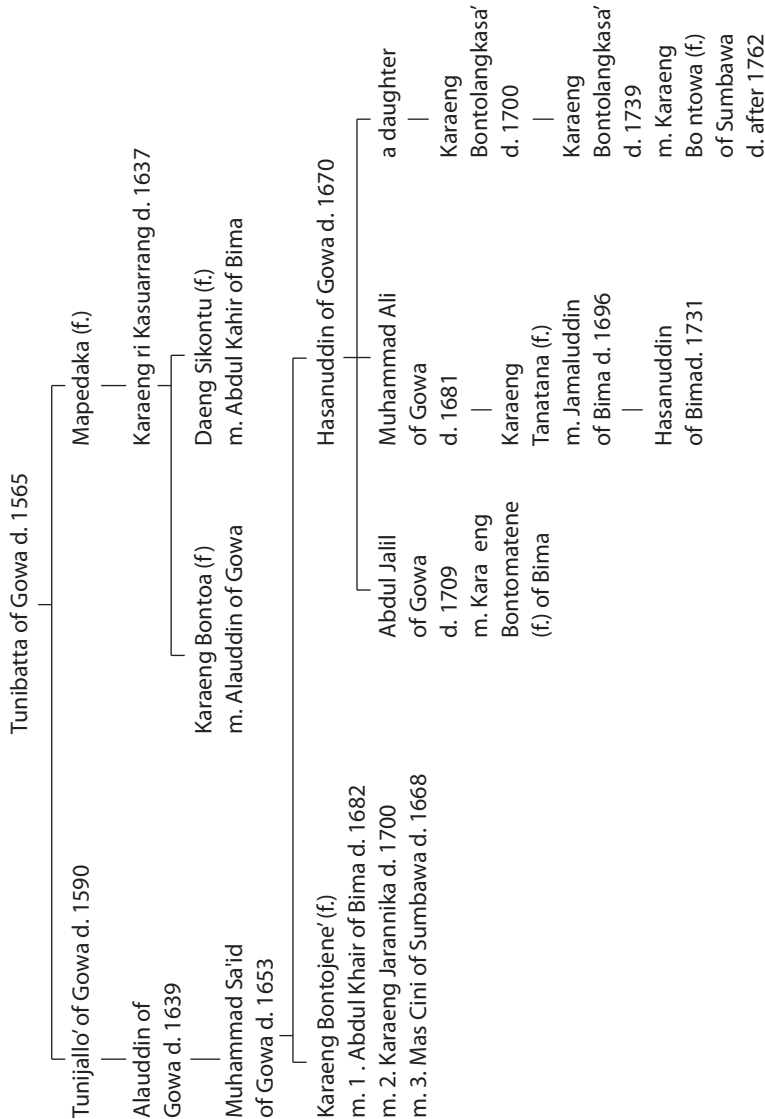 Tunibatta of Gowa d. 1565
Tunijallo’ of Gowa d. 1590
Mapedaka (f.)
Alauddin of
Gowa d. 1639
Karaeng ri Kasuarrang d. 1637
Muhammad Sa'id
of Gowa d. 1653
Karaeng Bontoa (f)
m. Alauddin of Gowa
Daeng Sikontu (f.)
m. Abdul Kahir of Bima
Karaeng Bontojene’ (f.)
m. 1 . Abdul Khair of Bima d. 1682
m. 2. Karaeng Jarannika d. 1700
m. 3. Mas Cini of Sumbawa d. 1668
Hasanuddin of Gowa d. 1670
Abdul Jalil
of Gowa
d. 1709
m. Kara eng
Bontomatene
(f.) of Bima
Muhammad Ali
of Gowa
d. 1681
Karaeng
Tanatana (f.)
m. Jamaluddin
of Bima d. 1696
Hasanuddin
of Bimad. 1731
a daughter
Karaeng
Bontolangkasa’
d. 1700
Karaeng
Bontolangkasa’
d. 1739
m. Karaeng
Bo ntowa (f.)
of Sumbawa
d. after 1762